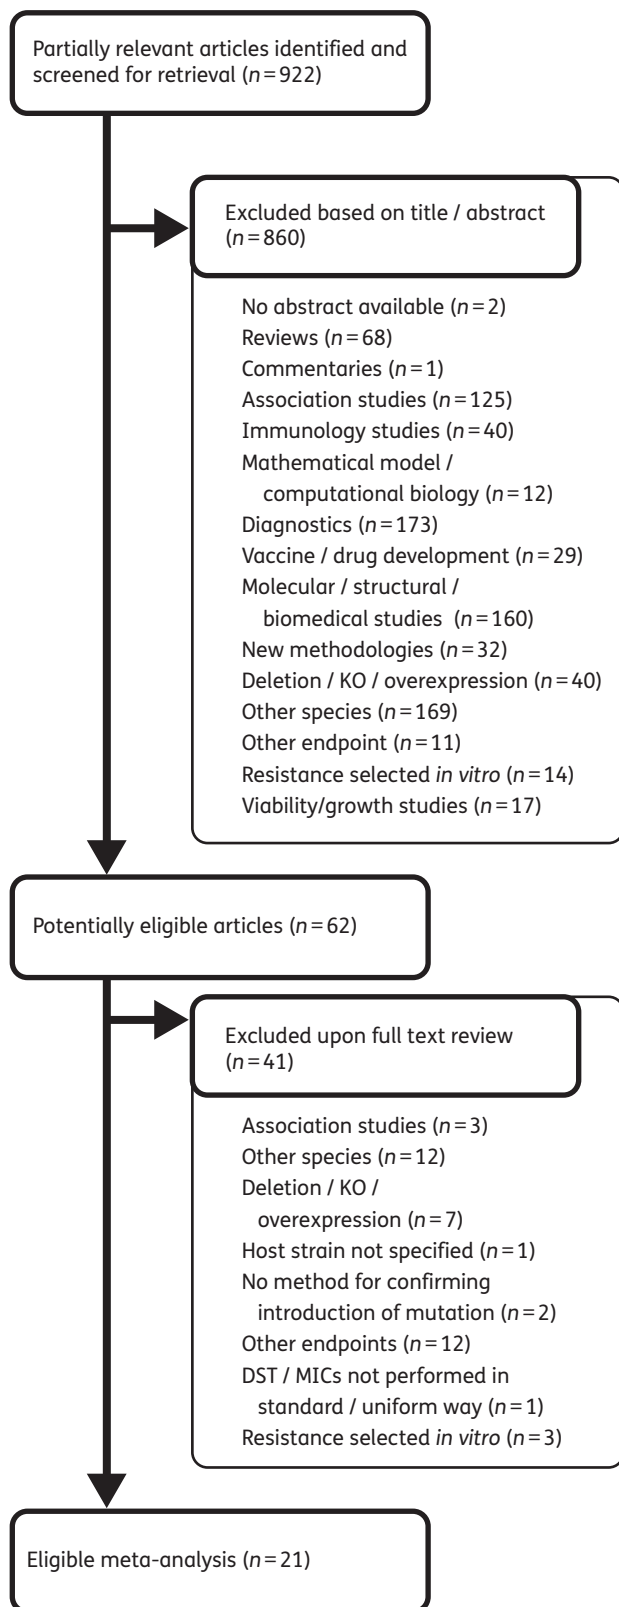 Partially relevant articles identified and
screened for retrieval (n=922)
Excluded based on title / abstract
(n=860)
No abstract available (n=2)
Reviews (n=68)
Commentaries (n=1)
Association studies (n=125)
Immunology studies (n=40)
Mathematical model /
computational biology (n=12)
Diagnostics (n=173)
Vaccine / drug development (n=29)
Molecular / structural /
biomedical studies (n=160)
New methodologies (n=32)
Deletion / KO / overexpression (n=40)
Other species (n=169)
Other endpoint (n=11)
Resistance selected in vitro (n=14)
Viability/growth studies (n=17)
Potentially eligible articles (n=62)
Excluded upon full text review
(n=41)
Association studies (n=3)
Other species (n=12)
Deletion / KO /
overexpression (n=7)
Host strain not specified (n=1)
No method for confirming
introduction of mutation (n=2)
Other endpoints (n=12)
DST / MICs not performed in
standard / uniform way (n=1)
Resistance selected in vitro (n=3)
Eligible meta-analysis (n=21)